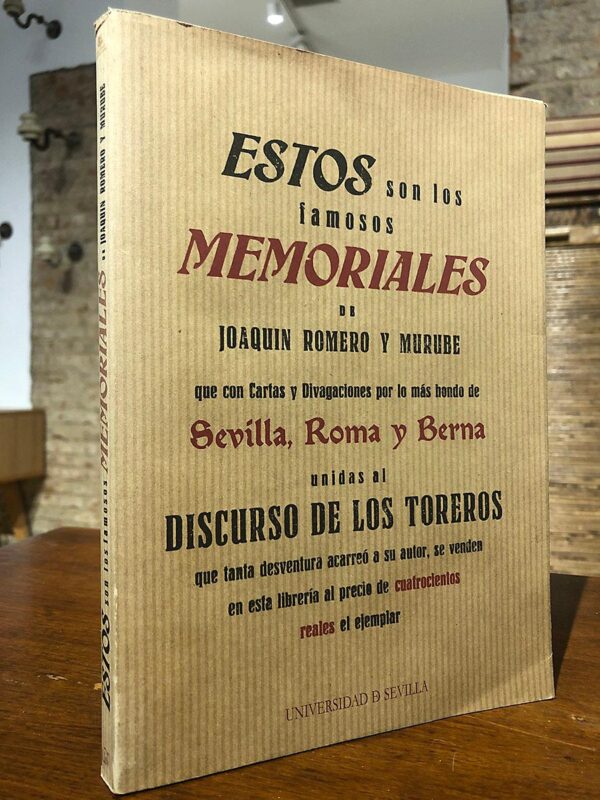 ESTOS son los
famosos
MEMORIALES
DE
JOAQUIN ROMERO Y MURUBE
que con Cartas y Divagaciones por lo más hondo de
Sevilla, Roma y Berna
unidas al
DISCURSO DE LOS TOREROS
que tanta desventura acarreó a su autor, se venden
en esta librería al precio de cuatrocientos
reales el ejemplar
UNIVERSIDAD D SEVILLA
ESTOS son los famosos MEMORIALES DE JOAQUIN ROMERO Y MURUBE